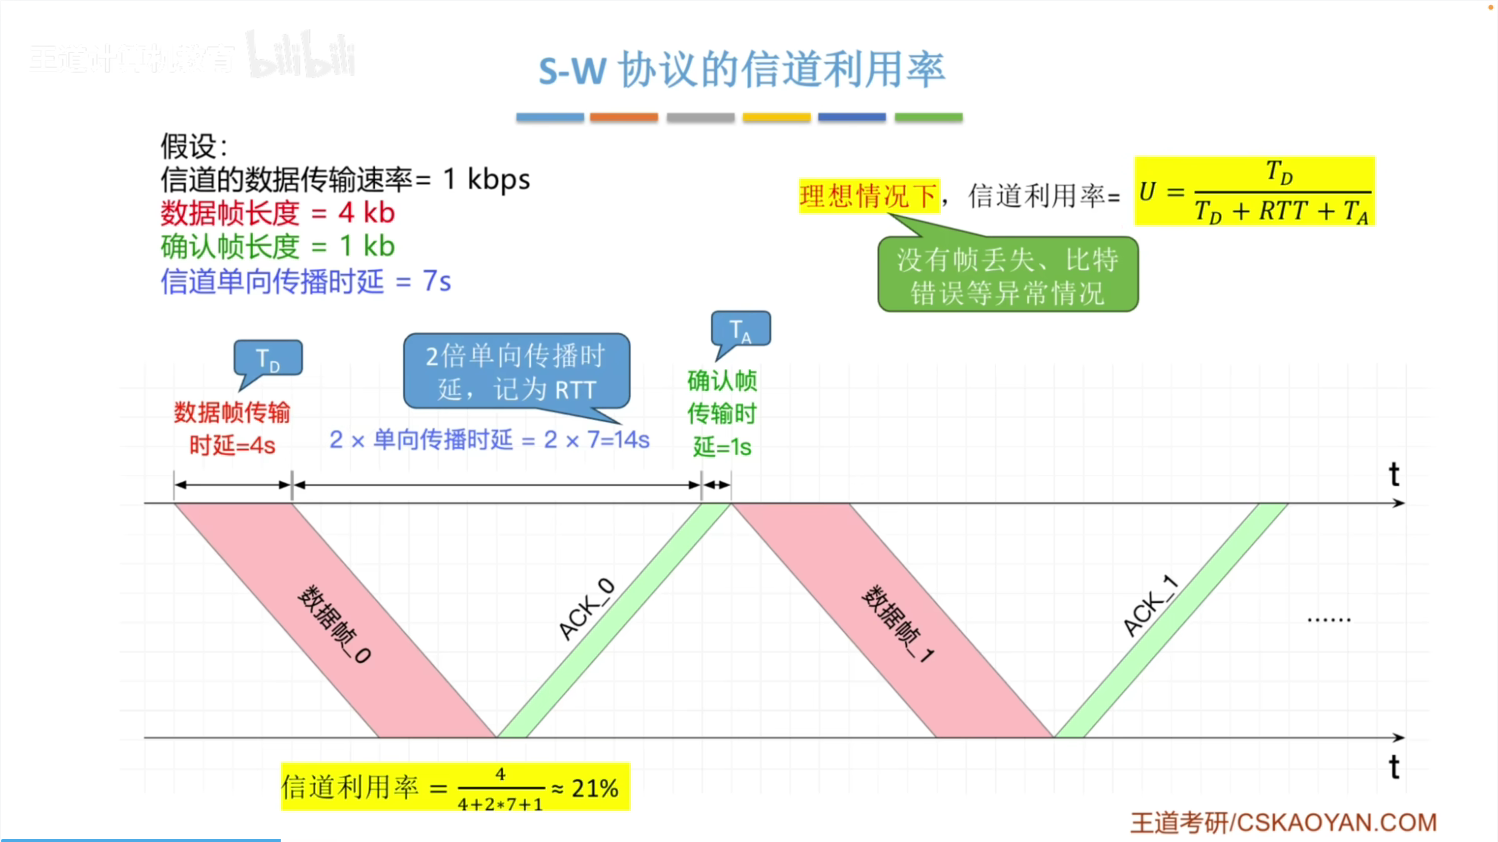 王道计算机教育 bilibili
S-W 协议的信道利用率
假设：
信道的数据传输速率= 1 kbps
数据帧长度 = 4 kb
确认帧长度 = 1 kb
信道单向传播时延 = 7s
理想情况下，信道利用率= U = T_D / (T_D + RTT + T_A)
没有帧丢失、比特
错误等异常情况
T_D
2倍单向传播时
延，记为 RTT
T_A
数据帧传输
时延=4s
2 × 单向传播时延 = 2 × 7=14s
确认帧
传输时
延=1s
t
数据帧_0
ACK_0
数据帧_1
ACK_1
......
t
信道利用率 = 4 / (4+2*7+1) ≈ 21%
王道考研/CSKAOYAN.COM